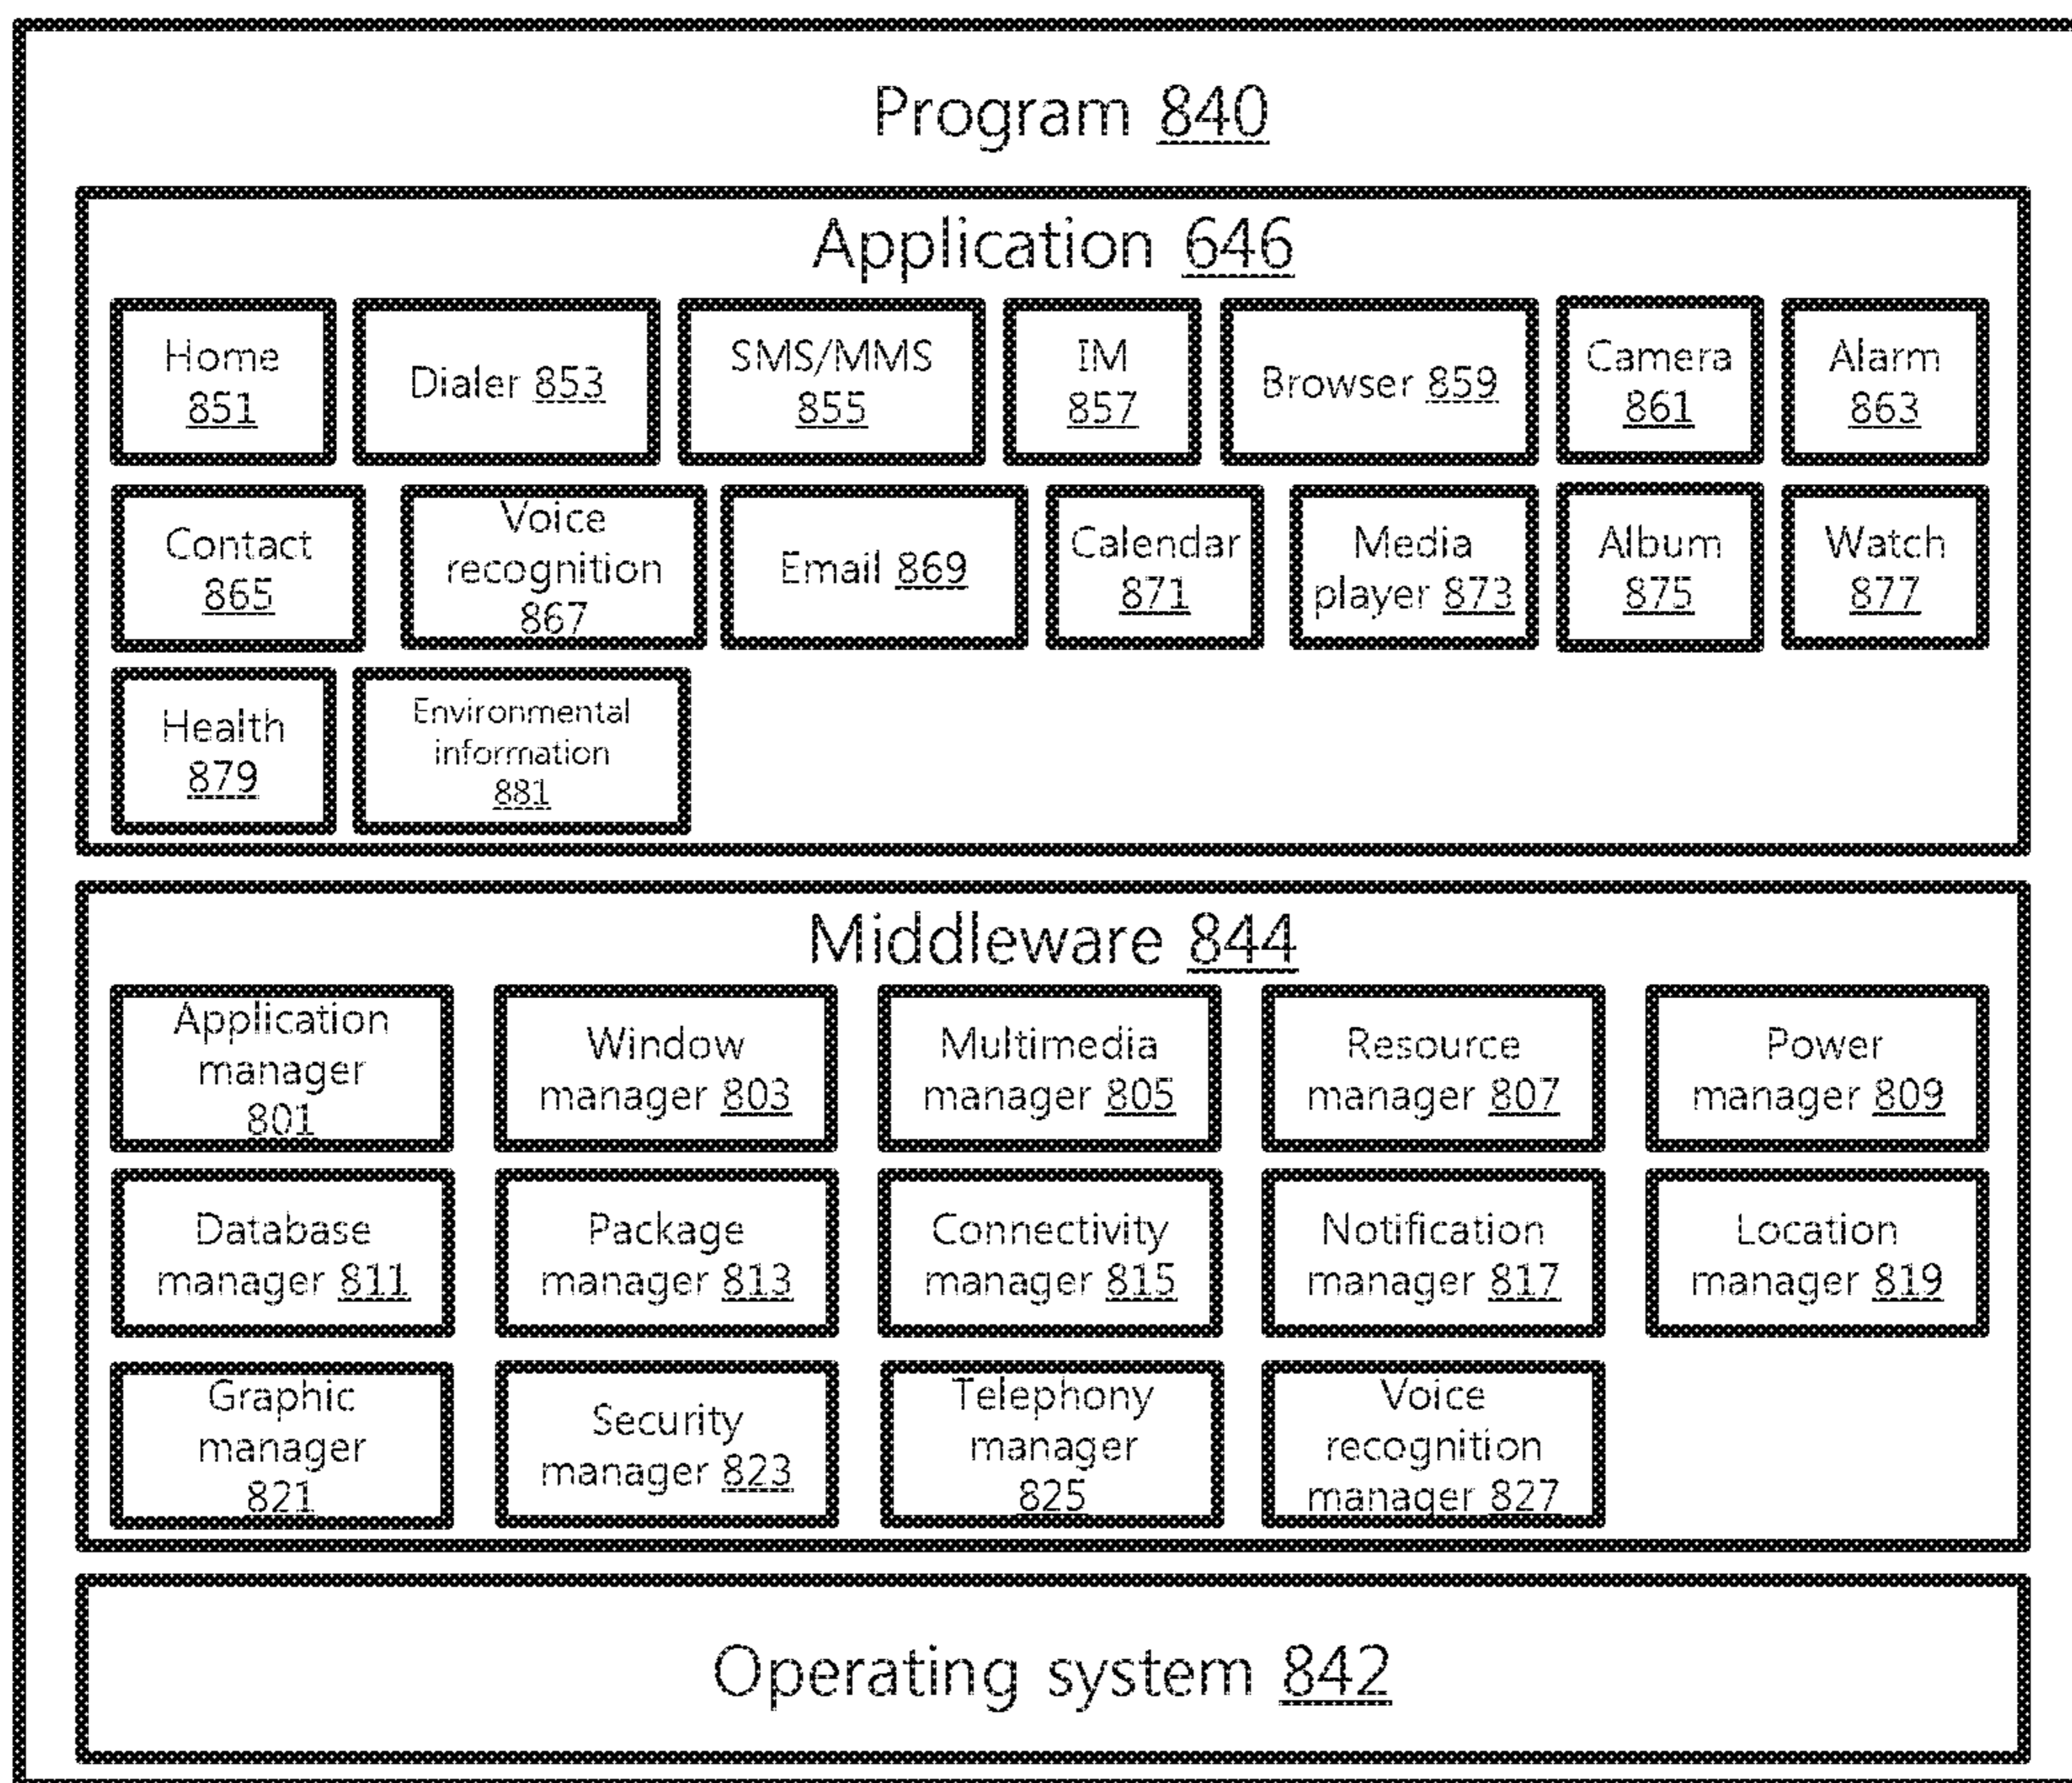 Program 840
Application 646
Home
851
Dialer 853
SMS/MMS
855
IM
857
Browser 859
Camera
861
Alarm
863
Contact
865
Voice
recognition
867
Email 869
Calendar
871
Media
player 873
Album
875
Watch
877
Health
879
Environmental
information
881
Middleware 844
Application
manager
801
Window
manager 803
Multimedia
manager 805
Resource
manager 807
Power
manager 809
Database
manager 811
Package
manager 813
Connectivity
manager 815
Notification
manager 817
Location
manager 819
Graphic
manager
821
Security
manager 823
Telephony
manager
825
Voice
recognition
manager 827
Operating system 842